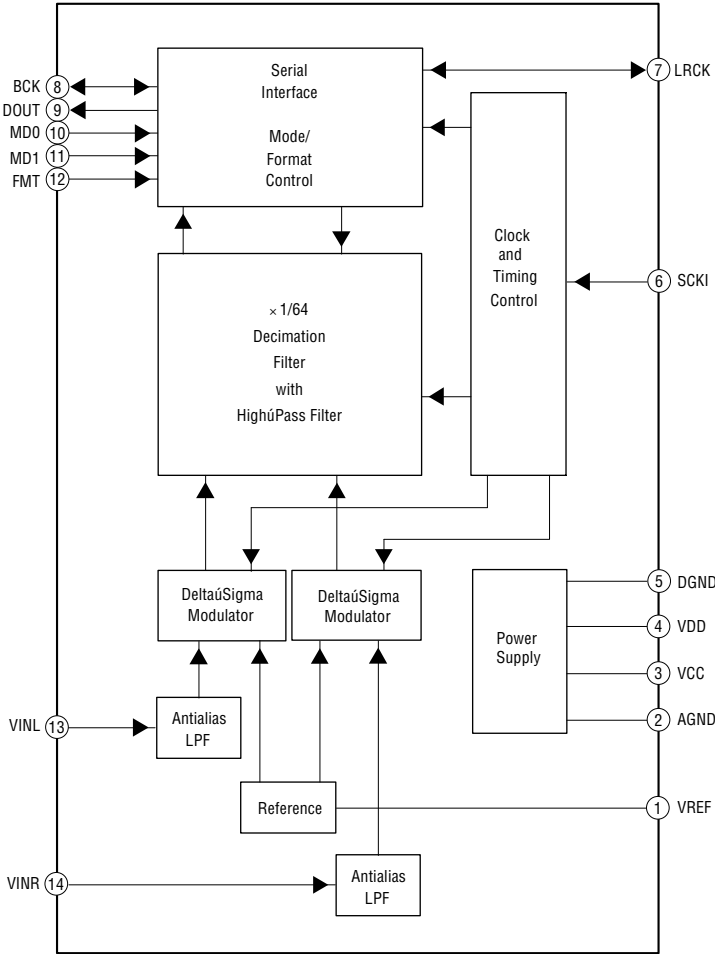 BCK 8
DOUT 9
MD0 10
MD1 11
FMT 12
Serial
Interface
Mode/
Format
Control
7 LRCK
Clock
and
Timing
Control
6 SCKI
× 1/64
Decimation
Filter
with
HighúPass Filter
DeltaúSigma
Modulator
DeltaúSigma
Modulator
Power
Supply
5 DGND
4 VDD
3 VCC
2 AGND
VINL 13
Antialias
LPF
Reference
1 VREF
VINR 14
Antialias
LPF